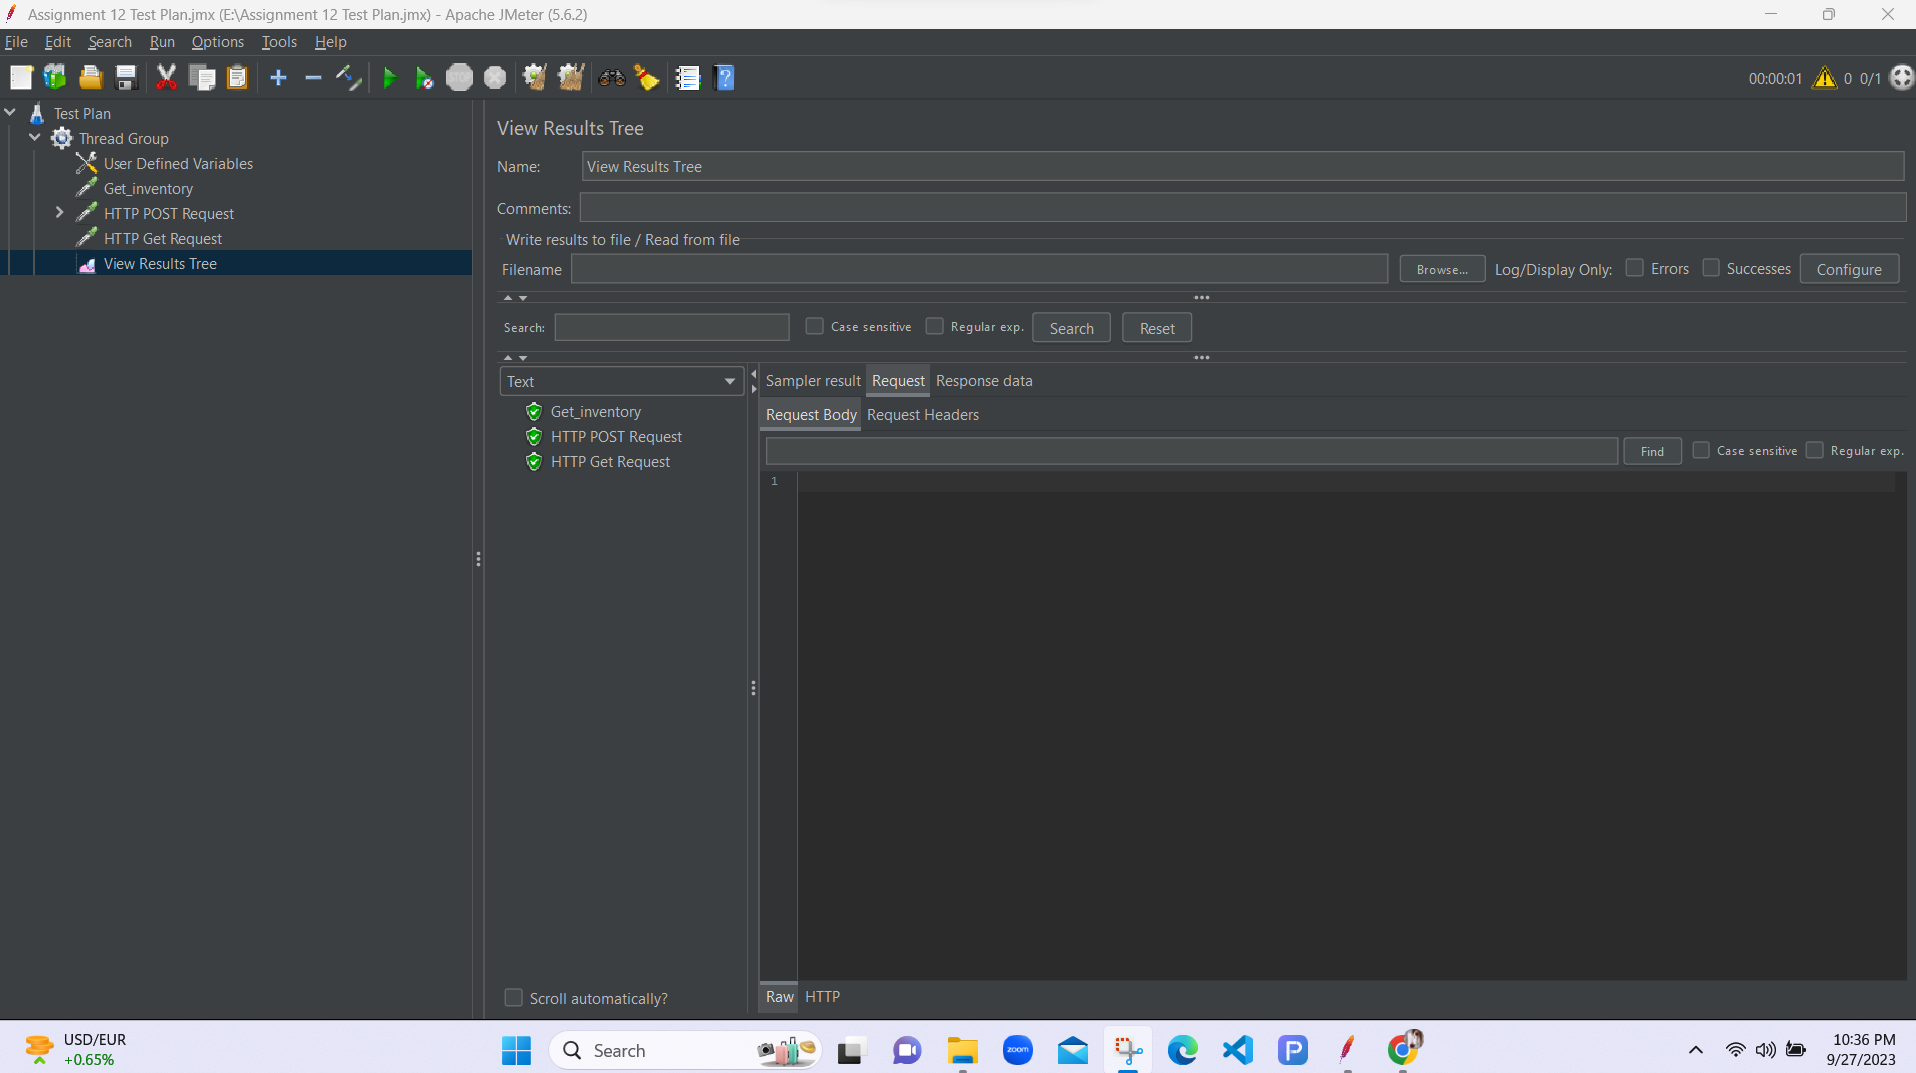 Assignment 12 Test Plan.jmx (E:\Assignment 12 Test Plan.jmx) - Apache JMeter (5.6.2)
File Edit Search Run Options Tools Help
STOP
00:00:01 0 0/1
Test Plan
Thread Group
User Defined Variables
Get_inventory
HTTP POST Request
HTTP Get Request
View Results Tree
View Results Tree
Name: View Results Tree
Comments:
Write results to file / Read from file
Filename Browse... Log/Display Only: Errors Successes Configure
Search: Case sensitive Regular exp. Search Reset
Text
Get_inventory
HTTP POST Request
HTTP Get Request
Scroll automatically?
Sampler result Request Response data
Request Body Request Headers
Find Case sensitive Regular exp.
1
Raw HTTP
USD/EUR
+0.65%
Search
zoom
P
10:36 PM
9/27/2023